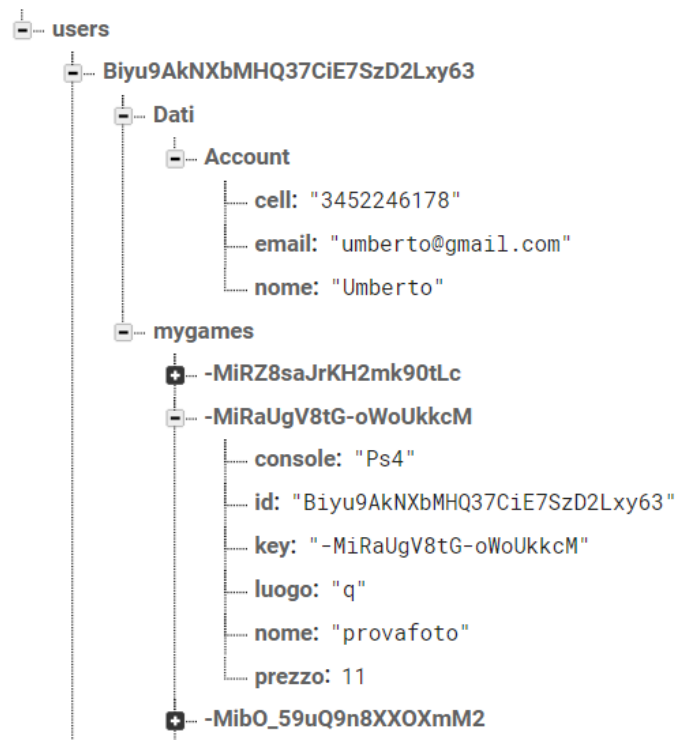 users
Biyu9AkNXbMHQ37CiE7SzD2Lxy63
Dati
Account
cell: "3452246178"
email: "umberto@gmail.com"
nome: "Umberto"
mygames
-MiRZ8saJrKH2mk90tLc
-MiRaUgV8tG-oWoUkkcM
console: "Ps4"
id: "Biyu9AkNXbMHQ37CiE7SzD2Lxy63"
key: "-MiRaUgV8tG-oWoUkkcM"
luogo: "q"
nome: "provafoto"
prezzo: 11
-MibO_59uQ9n8XXOXmM2